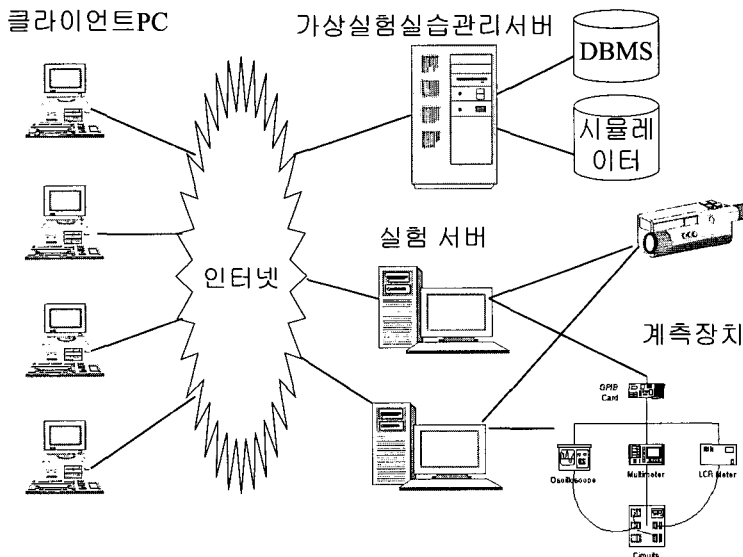 클라이언트PC
가상실험실습관리서버
DBMS
시뮬레
이터
실험 서버
인터넷
계측장치
GPIB
Card
Oscilloscope
Multimeter
LCR Meter
Circuits